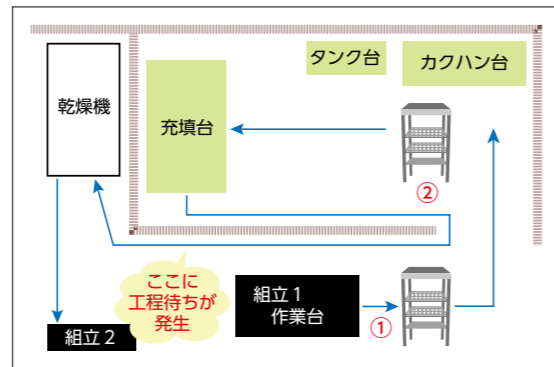 タンク台
カクハン台
乾燥機
充填台
②
ここに
工程待ちが
発生
組立1
作業台
①
組立2